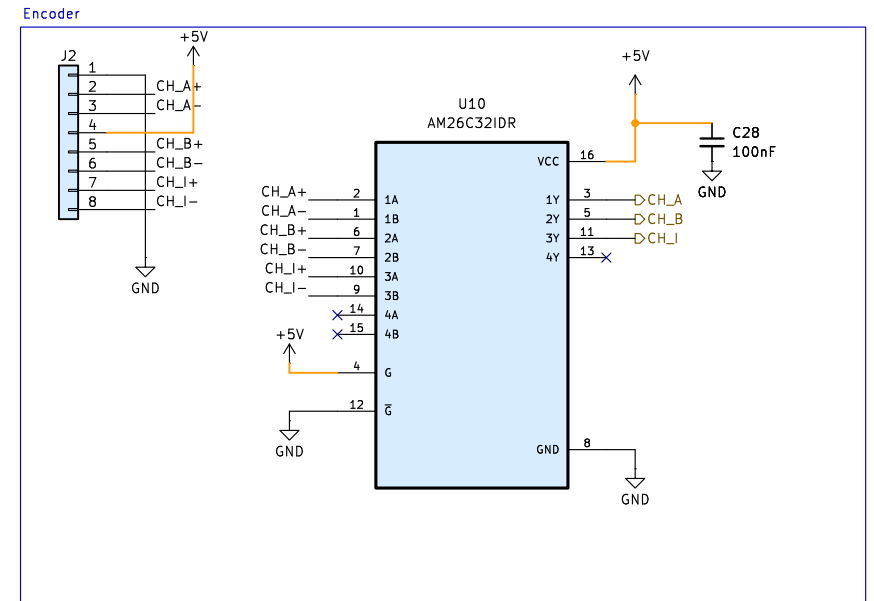 Encoder
J2
+5V
1
2 CH_A+
3 CH_A-
4
5 CH_B+
6 CH_B-
7 CH_I+
8 CH_I-
GND
U10
AM26C32IDR
+5V
C28
100nF
GND
VCC 16
CH_A+ 2 1A
CH_A- 1 1B
CH_B+ 6 2A
CH_B- 7 2B
CH_I+ 10 3A
CH_I- 9 3B
14 4A
15 4B
+5V
4 G
12 G̅
GND
1Y 3 CH_A
2Y 5 CH_B
3Y 11 CH_I
4Y 13
GND 8
GND